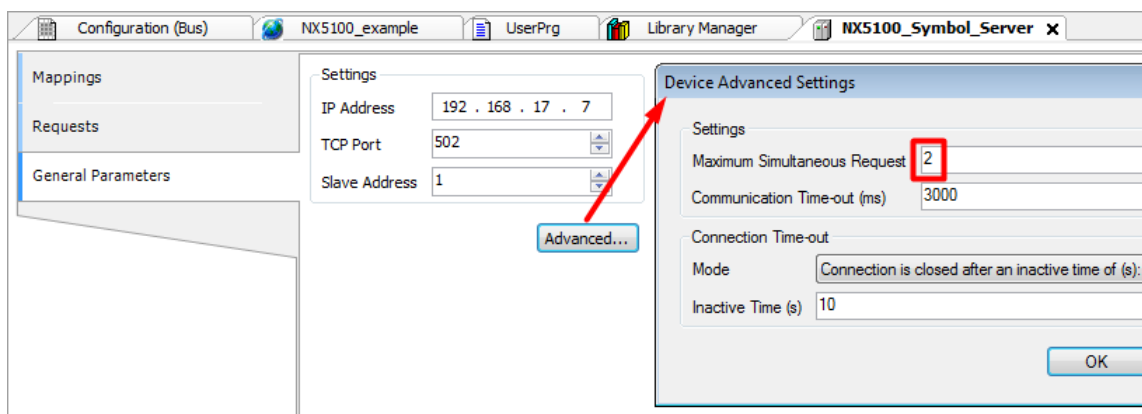 Configuration (Bus) NX5100_example UserPrg Library Manager NX5100_Symbol_Server x
Mappings
Requests
General Parameters
Settings
IP Address 192 . 168 . 17 . 7
TCP Port 502
Slave Address 1
Advanced...
Device Advanced Settings
Settings
Maximum Simultaneous Request 2
Communication Time-out (ms) 3000
Connection Time-out
Mode Connection is closed after an inactive time of (s):
Inactive Time (s) 10
OK